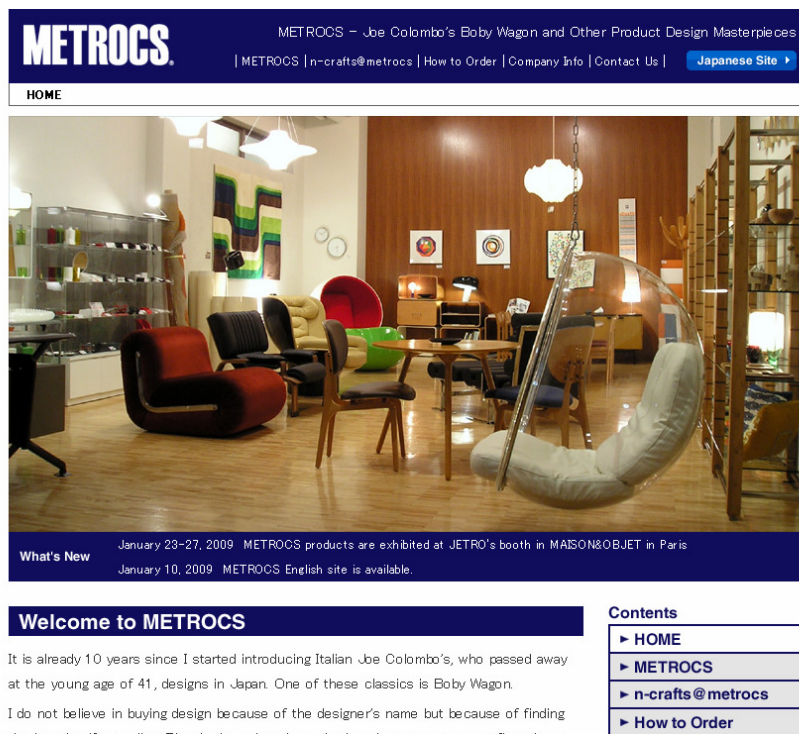 METROCS.
METROCS - Joe Colombo's Boby Wagon and Other Product Design Masterpieces
| METROCS | n-crafts@metrocs | How to Order | Company Info | Contact Us |
Japanese Site
HOME
What's New
January 23-27, 2009 METROCS products are exhibited at JETRO's booth in MAISON&OBJET in Paris
January 10, 2009 METROCS English site is available.
Welcome to METROCS
It is already 10 years since I started introducing Italian Joe Colombo's, who passed away
at the young age of 41, designs in Japan. One of these classics is Boby Wagon.
I do not believe in buying design because of the designer's name but because of finding
Contents
► HOME
► METROCS
► n-crafts@metrocs
► How to Order